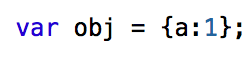 var obj = {a:1};